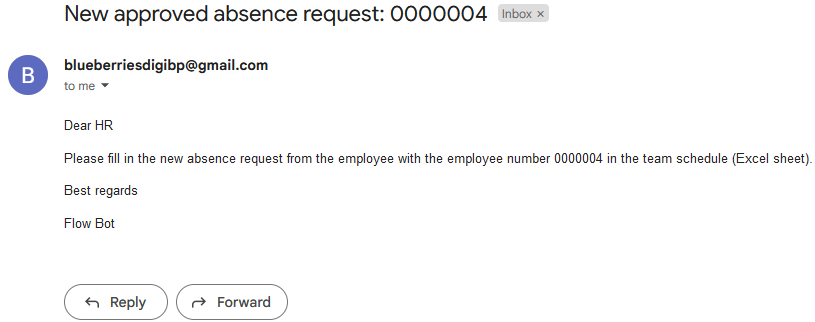 New approved absence request: 0000004 Inbox ×
B
blueberriesdigibp@gmail.com
to me
Dear HR
Please fill in the new absence request from the employee with the employee number 0000004 in the team schedule (Excel sheet).
Best regards
Flow Bot
Reply Forward